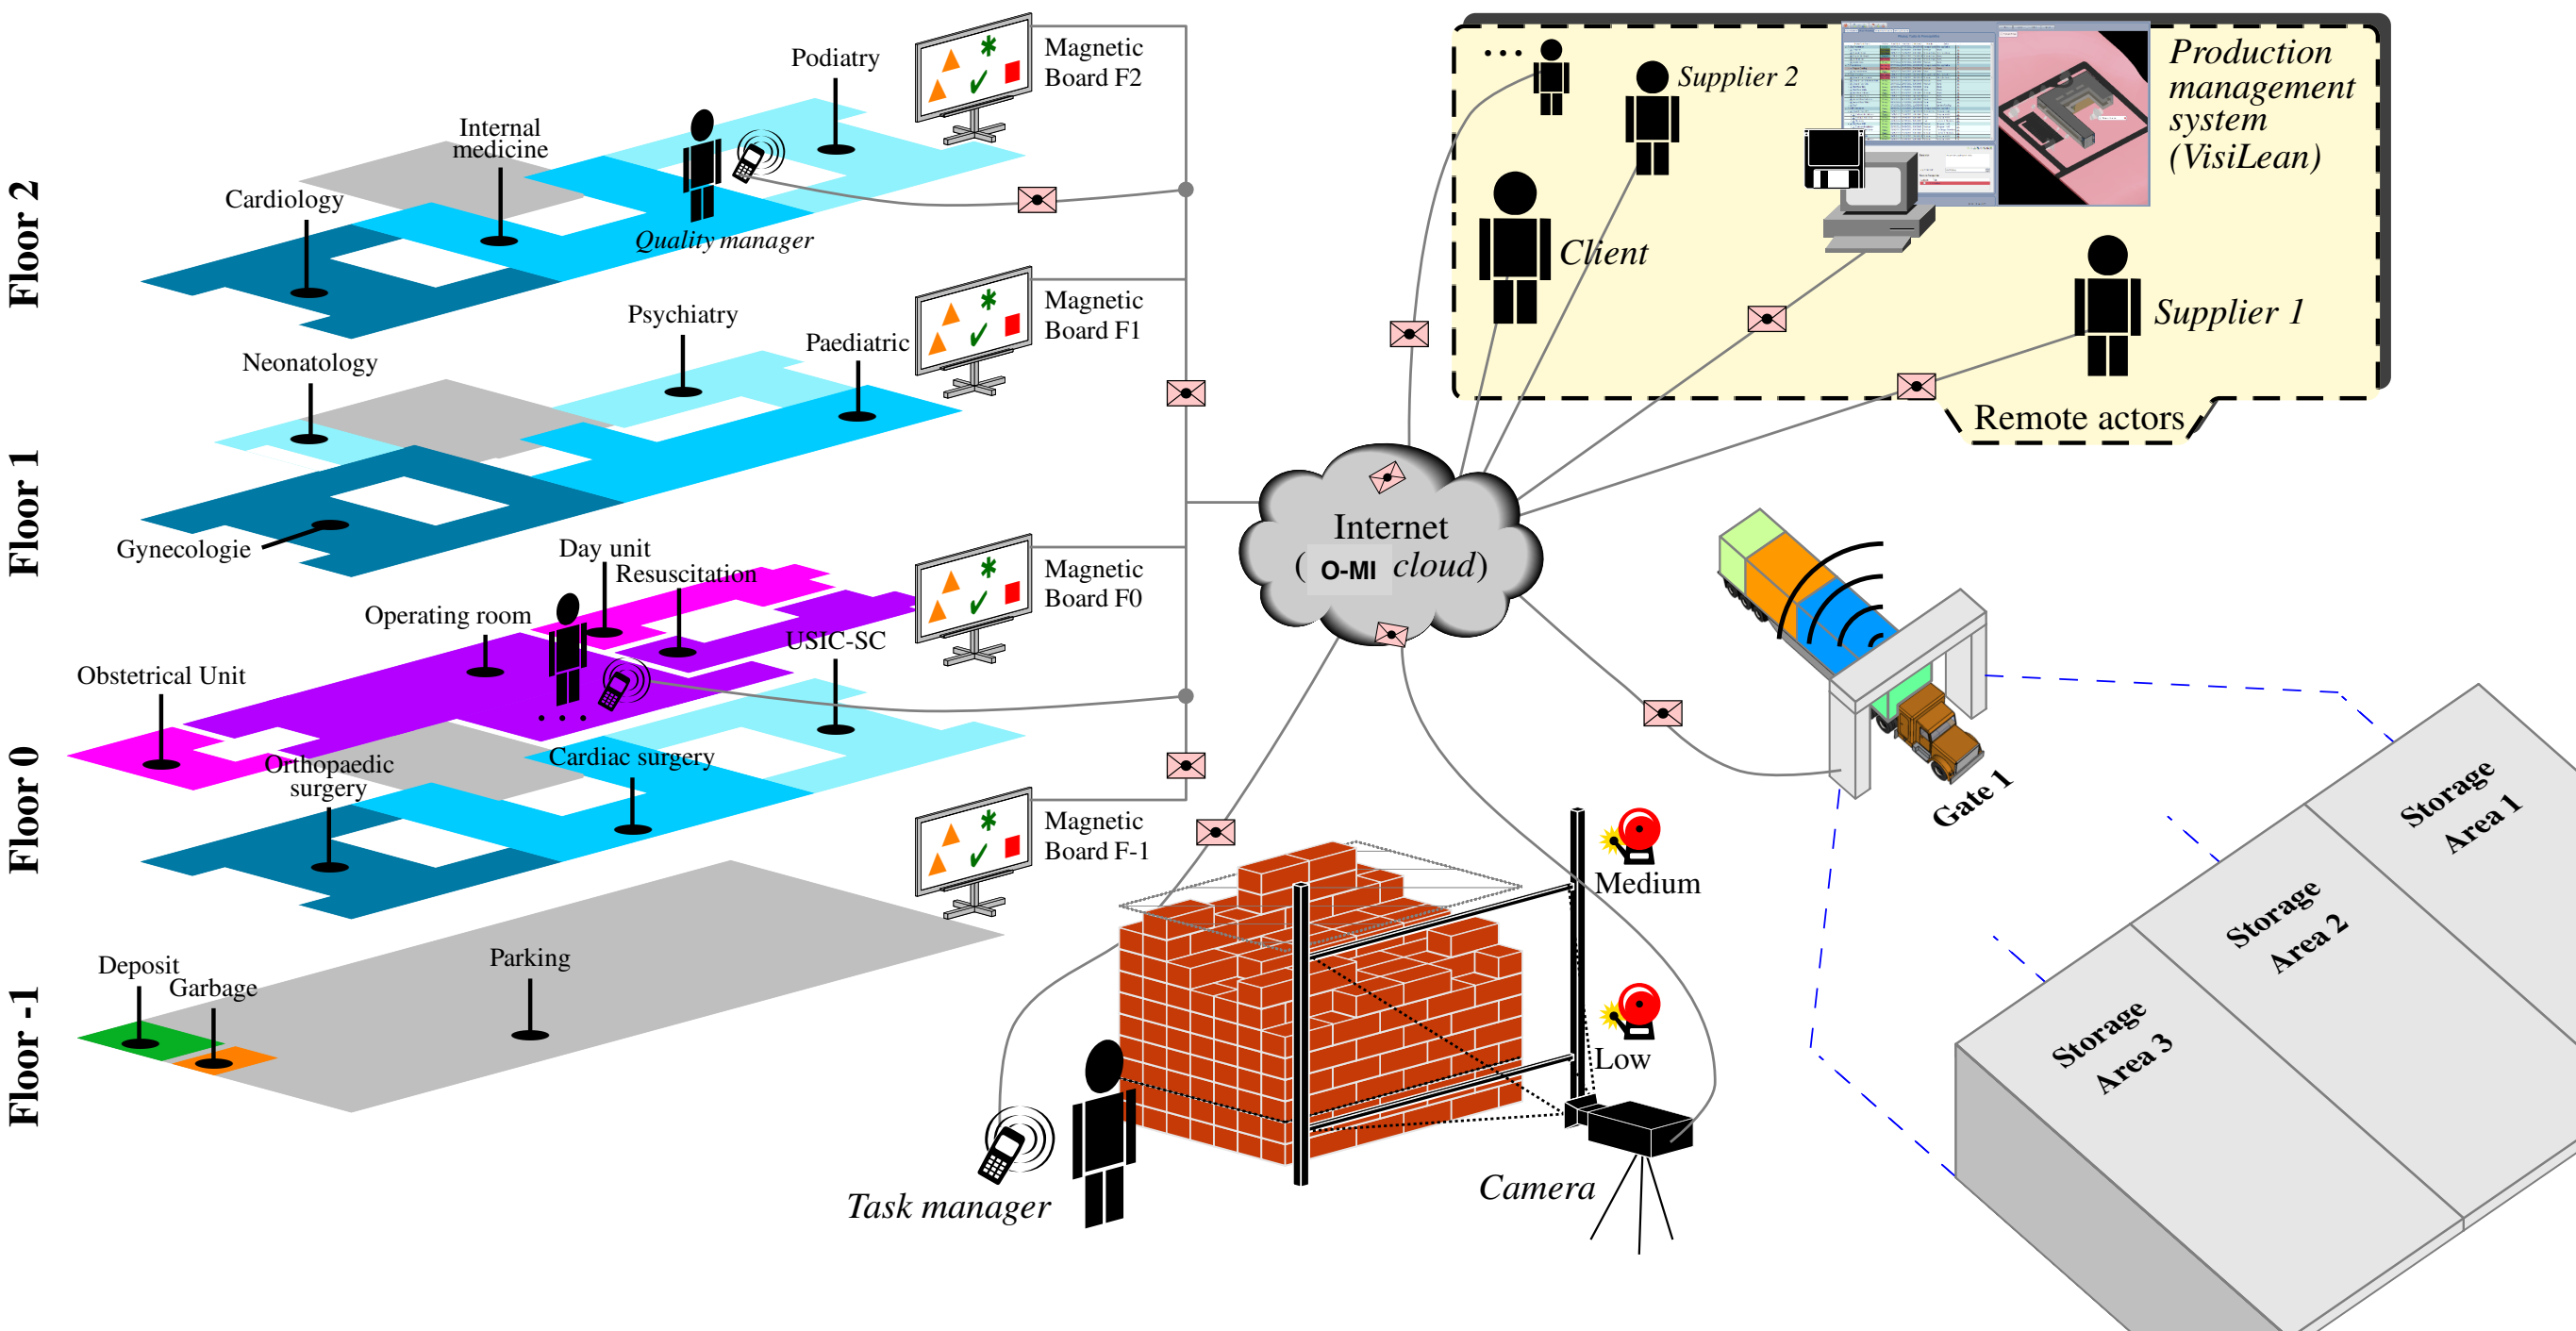 Floor 2
Cardiology
Internal
medicine
Quality manager
Podiatry
Magnetic
Board F2
Floor 1
Neonatology
Gynecologie
Psychiatry
Paediatric
Magnetic
Board F1
Floor 0
Obstetrical Unit
Operating room
Day unit
Resuscitation
...
USIC-SC
Orthopaedic
surgery
Cardiac surgery
Magnetic
Board F0
Floor -1
Deposit
Garbage
Parking
Magnetic
Board F-1
Internet
( O-MI cloud)
...
Supplier 2
Client
Production
management
system
(VisiLean)
Supplier 1
Remote actors
Gate 1
Storage
Area 1
Storage
Area 2
Storage
Area 3
Medium
Low
Camera
Task manager